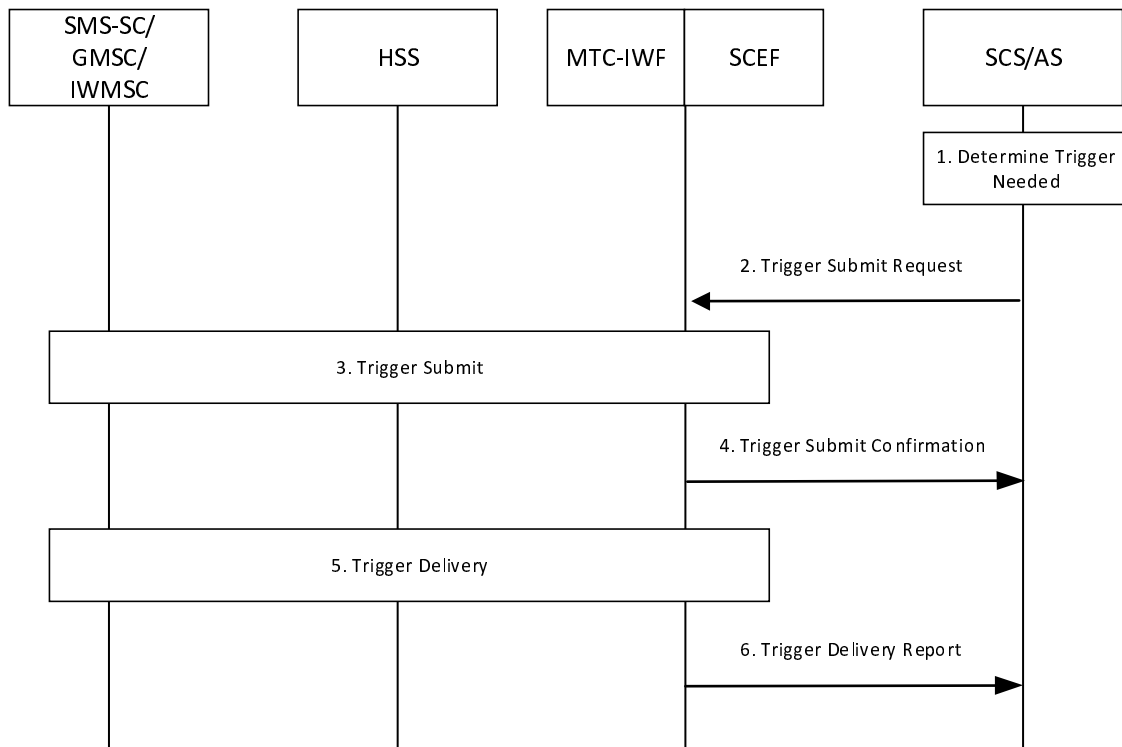 SMS-SC/
GMSC/
IWMSC
HSS
MTC-IWF
SCEF
SCS/AS
1. Determine Trigger
Needed
2. Trigger Submit Request
3. Trigger Submit
4. Trigger Submit Confirmation
5. Trigger Delivery
6. Trigger Delivery Report